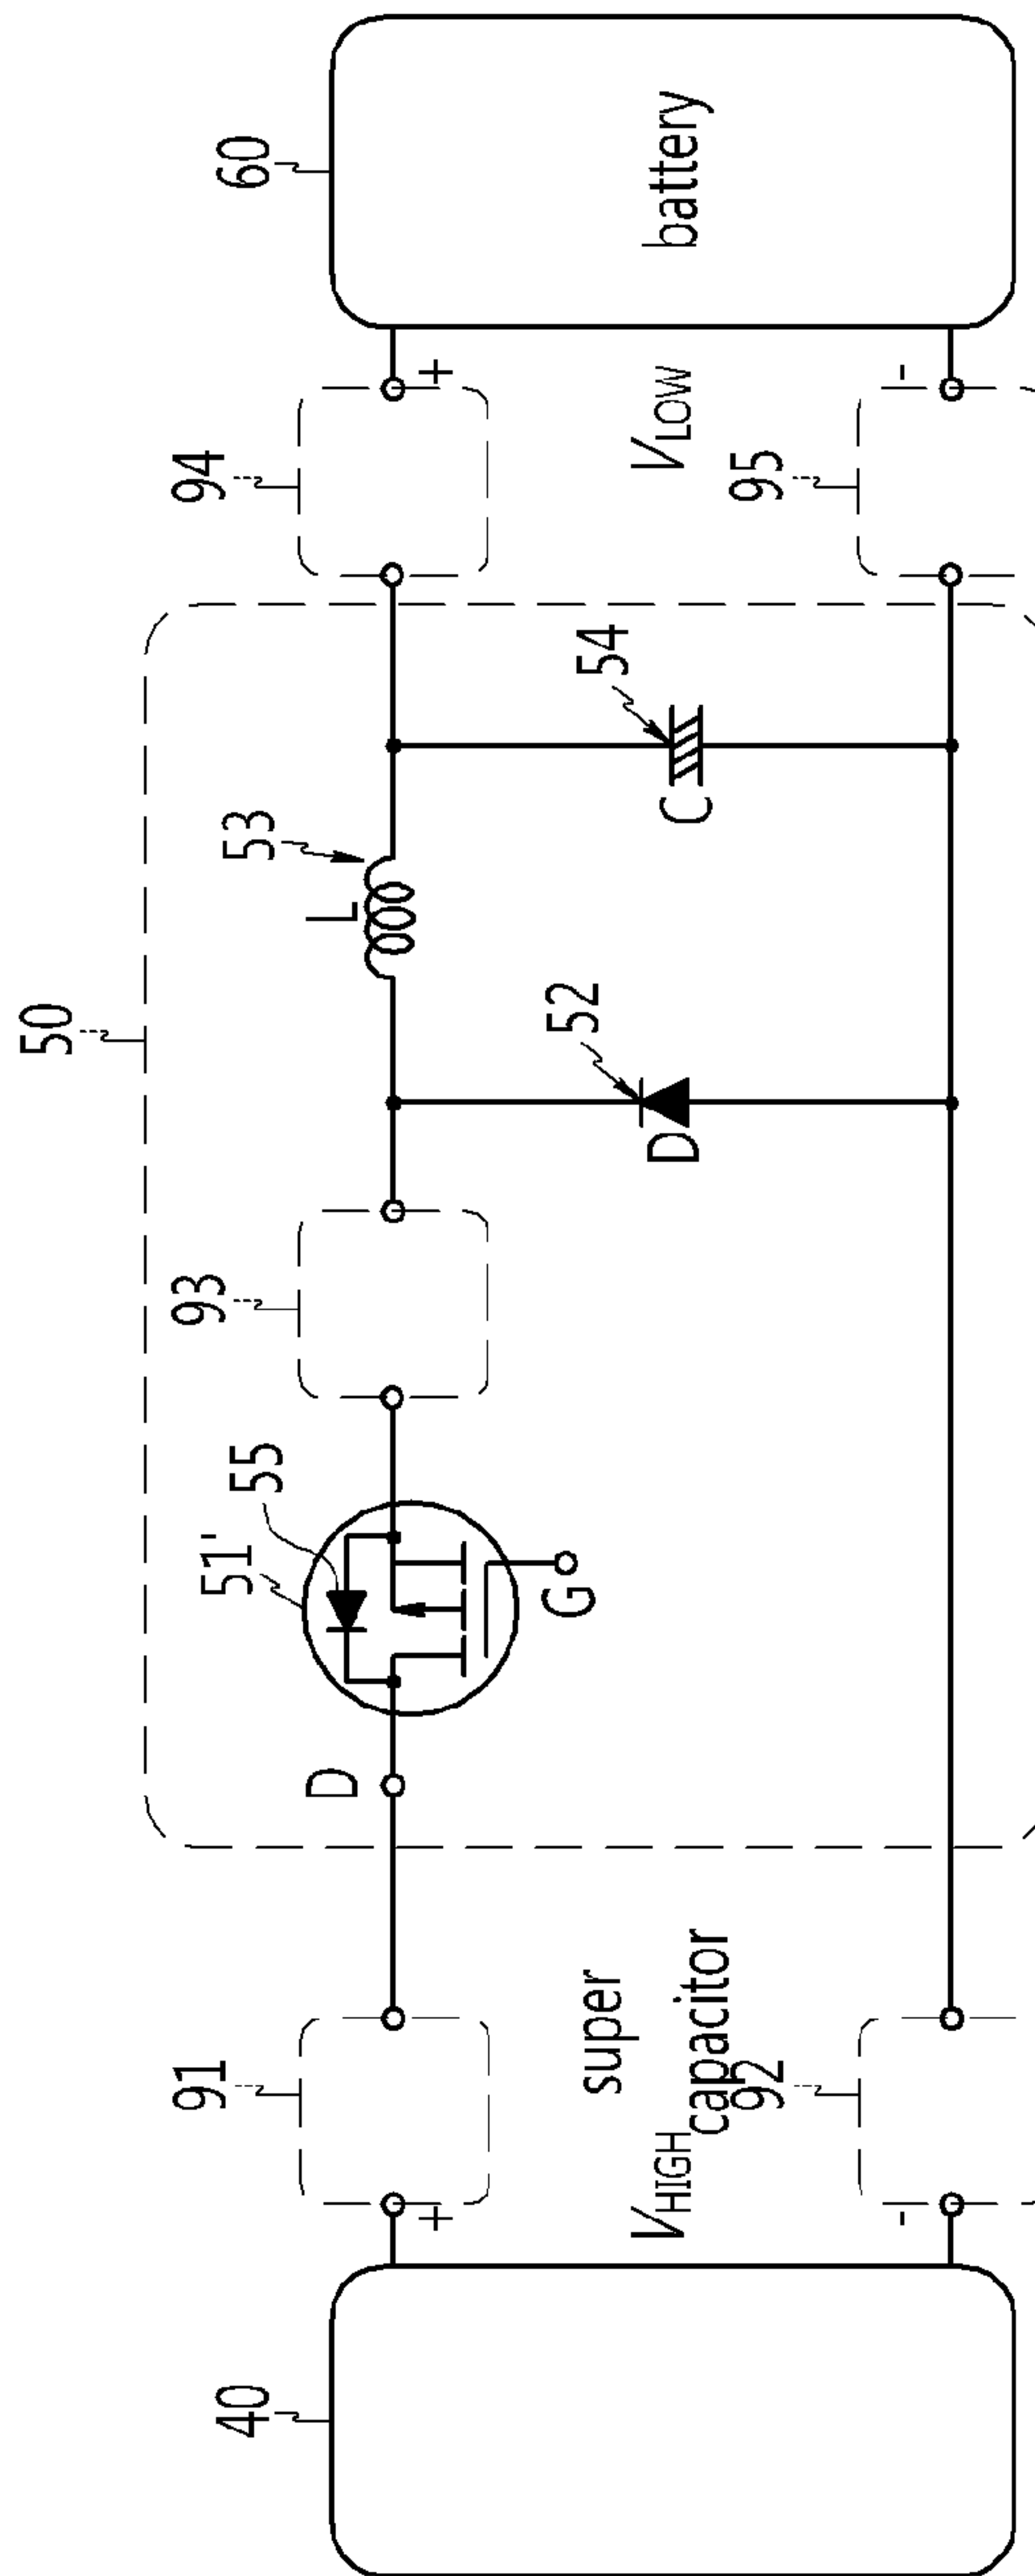 50
40
91
D
51'
55
93
53
L
94
60
+
G
52
D
54
C
+
V_HIGH
super
capacitor
V_LOW
battery
92
95
-
-